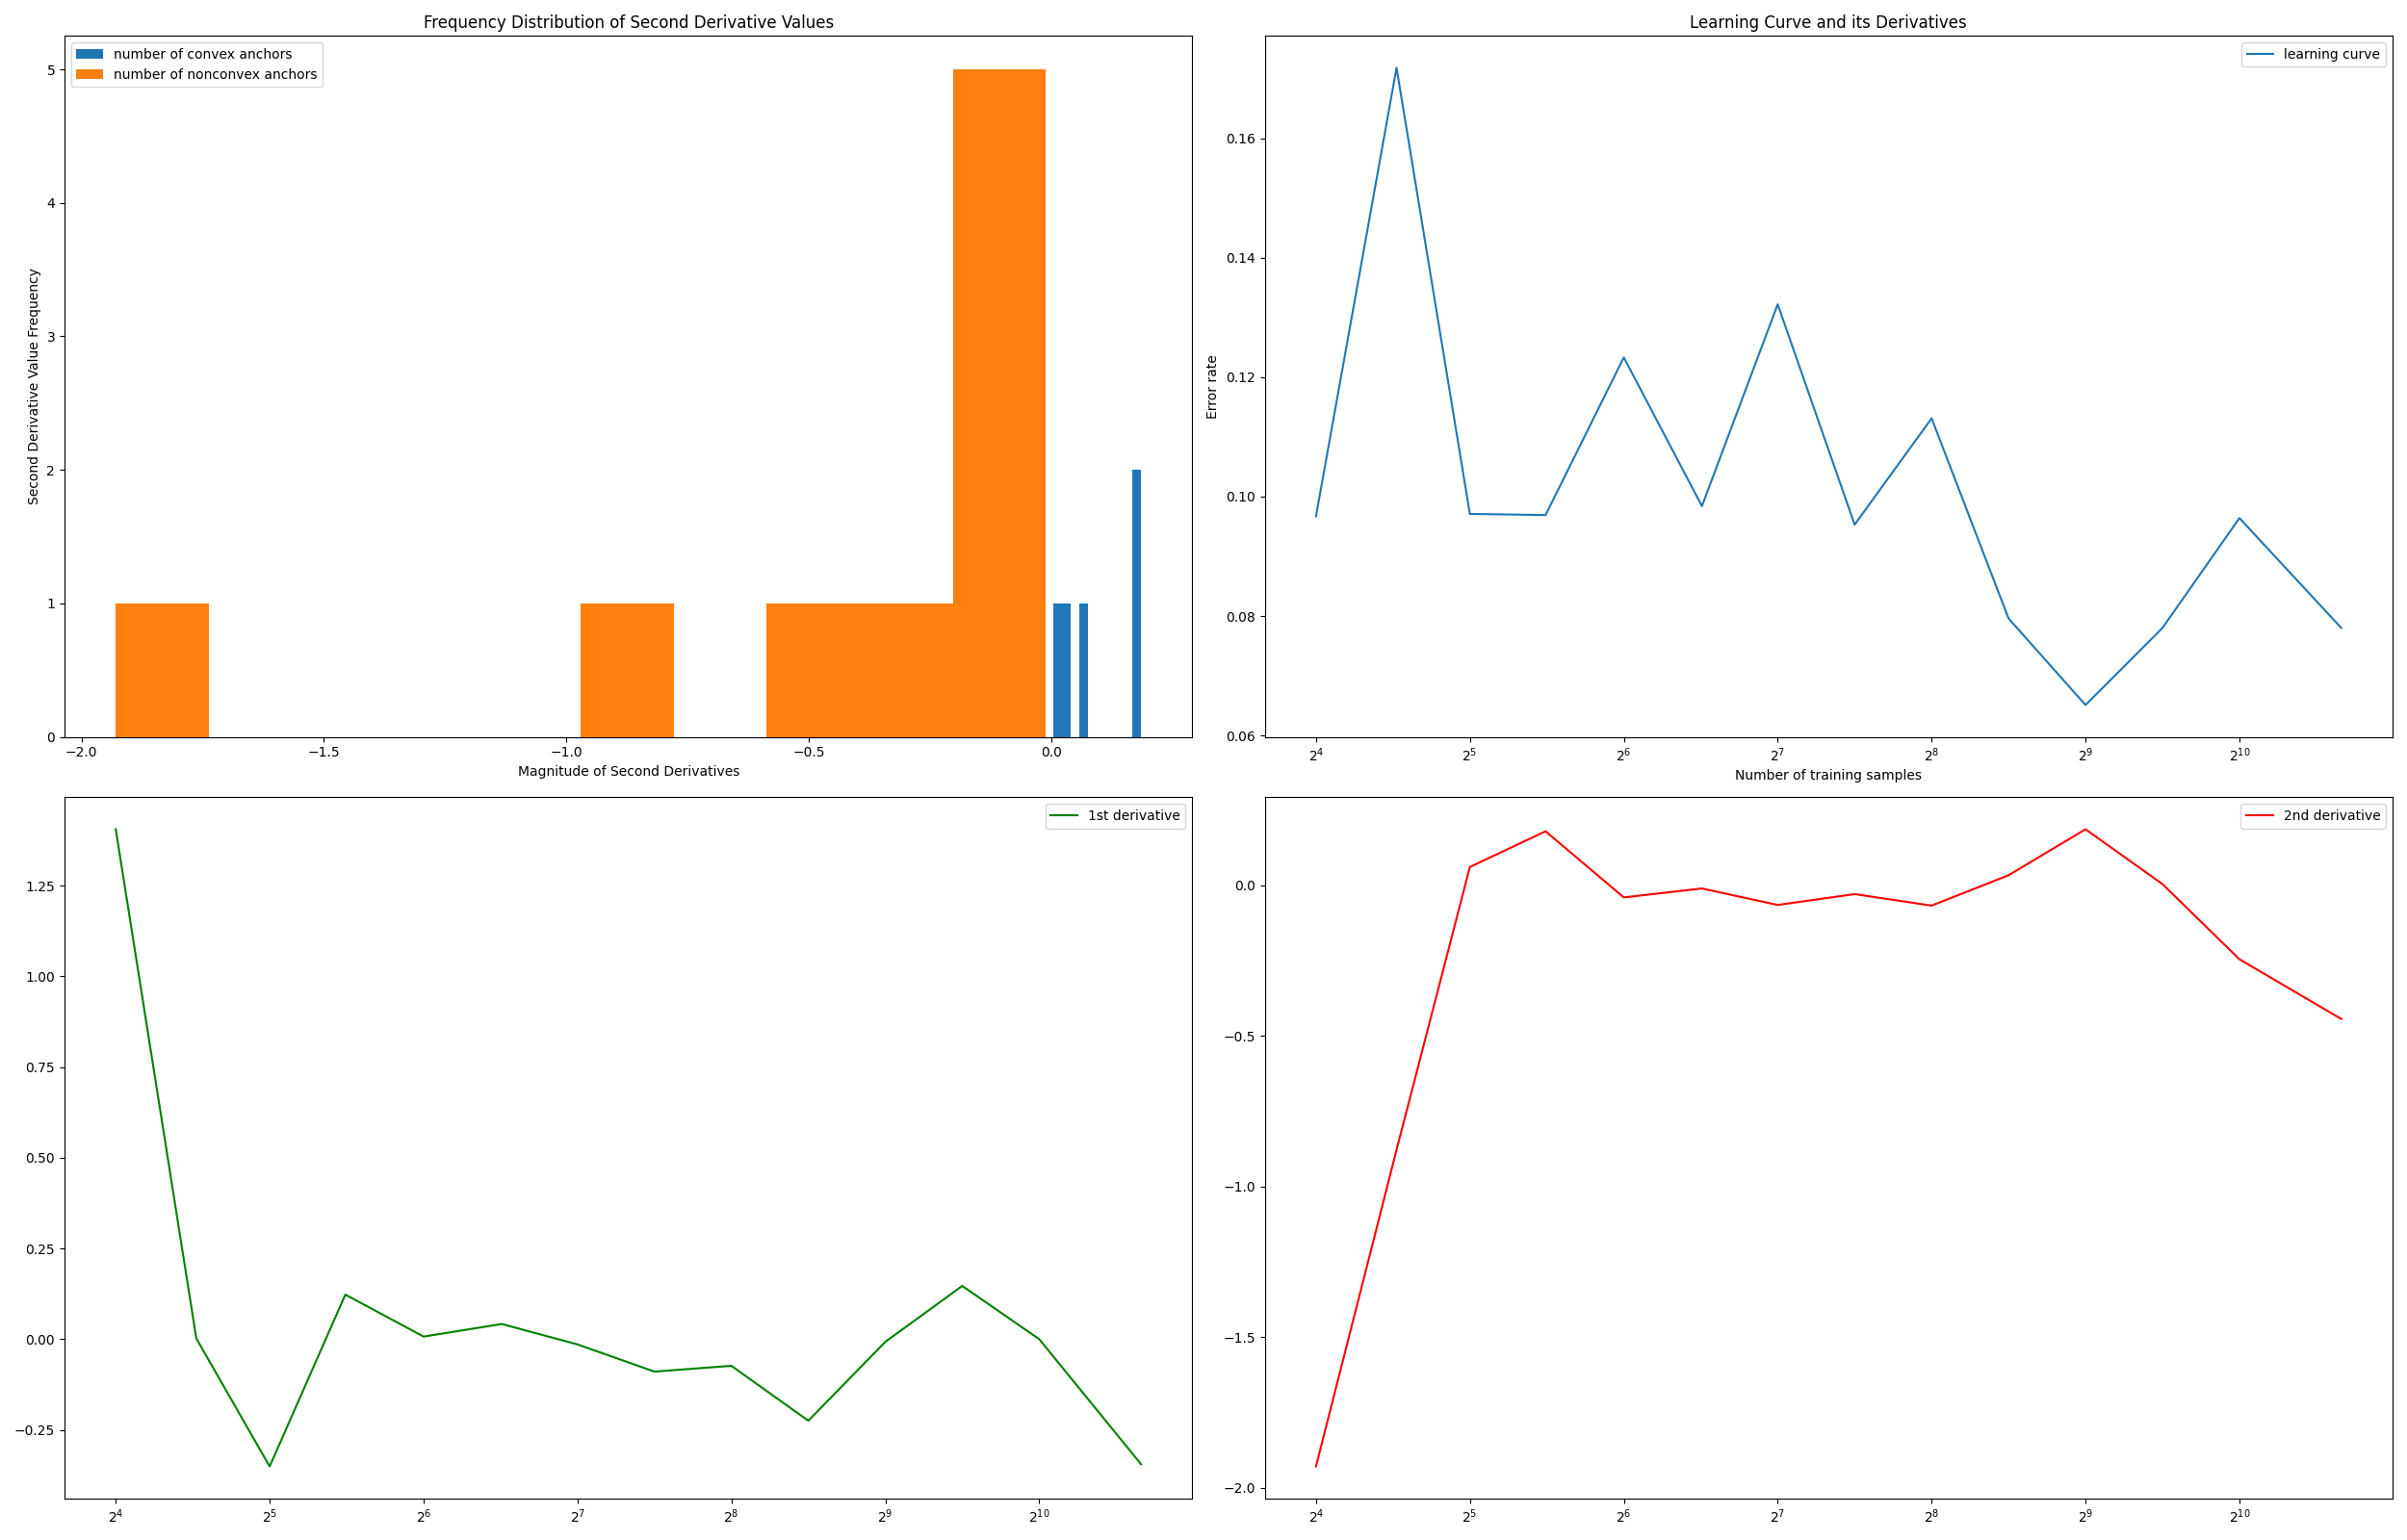 Frequency Distribution of Second Derivative Values
number of convex anchors
number of nonconvex anchors
5
4
3
2
1
0
Second Derivative Value Frequency
−2.0 −1.5 −1.0 −0.5 0.0
Magnitude of Second Derivatives
Learning Curve and its Derivatives
learning curve
0.16
0.14
0.12
0.10
0.08
0.06
Error rate
2⁴ 2⁵ 2⁶ 2⁷ 2⁸ 2⁹ 2¹⁰
Number of training samples
1st derivative
1.25
1.00
0.75
0.50
0.25
0.00
−0.25
2⁴ 2⁵ 2⁶ 2⁷ 2⁸ 2⁹ 2¹⁰
2nd derivative
0.0
−0.5
−1.0
−1.5
−2.0
2⁴ 2⁵ 2⁶ 2⁷ 2⁸ 2⁹ 2¹⁰